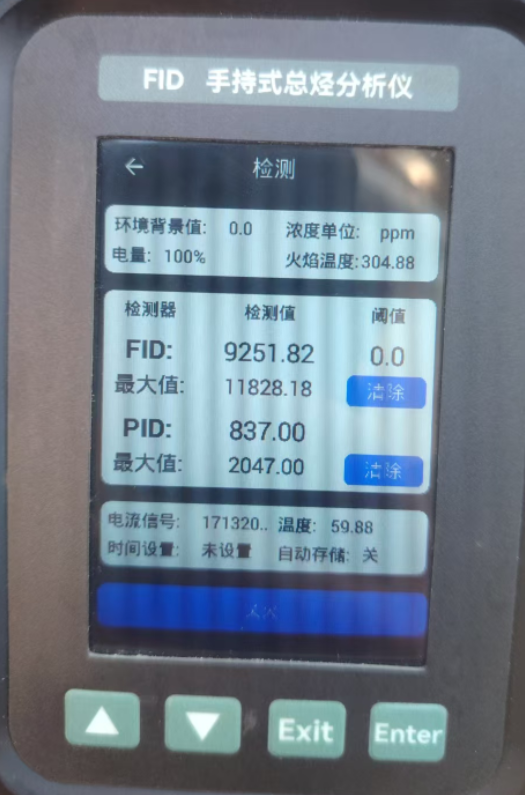 FID 手持式总烃分析仪
检测
环境背景值: 0.0 浓度单位: ppm
电量: 100% 火焰温度:304.88
检测器 检测值 阈值
FID: 9251.82 0.0
最大值: 11828.18 清除
PID: 837.00
最大值: 2047.00 清除
电流信号: 171320.. 温度: 59.88
时间设置: 未设置 自动存储: 关
Exit
Enter